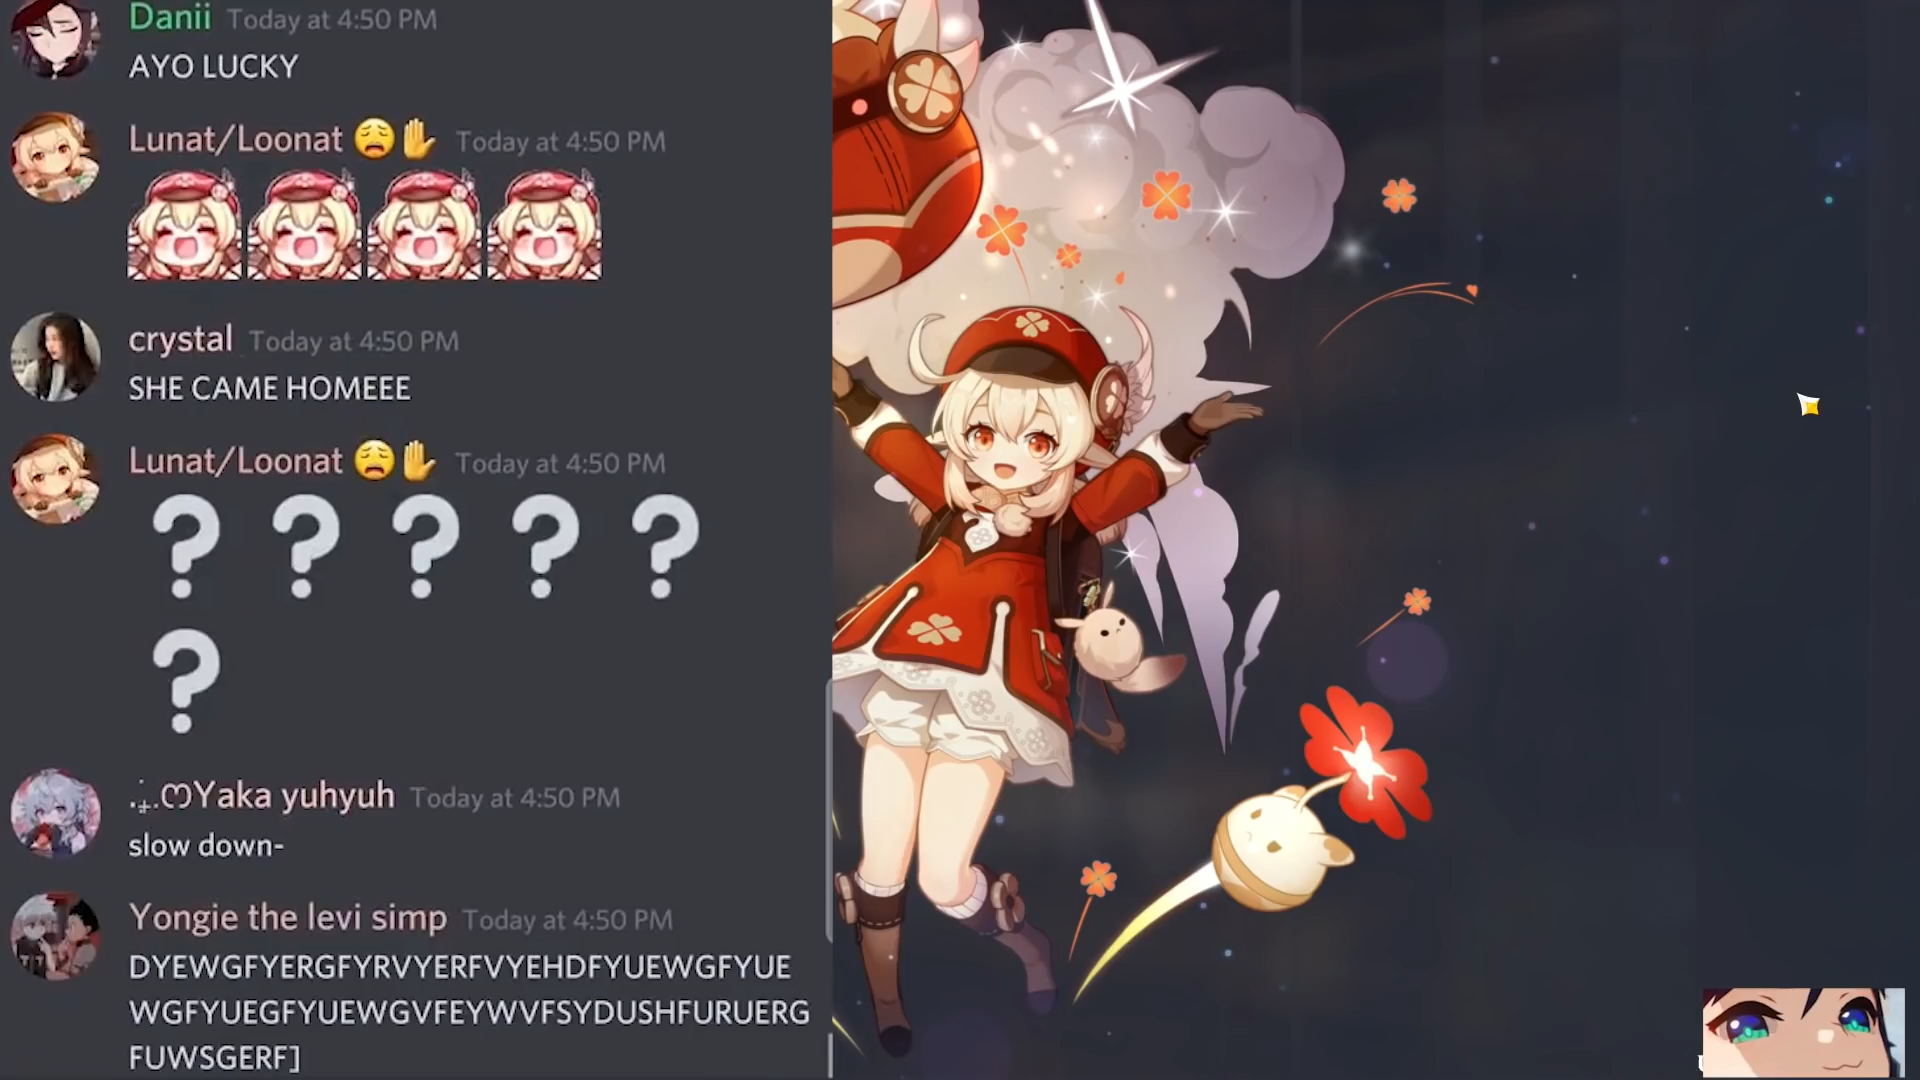 Danii Today at 4:50 PM
AYO LUCKY
Lunat/Loonat 😩✋ Today at 4:50 PM
crystal Today at 4:50 PM
SHE CAME HOMEEE
Lunat/Loonat 😩✋ Today at 4:50 PM
? ? ? ? ?
?
.ღYaka yuhyuh Today at 4:50 PM
slow down-
Yongie the levi simp Today at 4:50 PM
DYEWGFYERGFYRVYERFVYEHDFYUEWGFYUE
WGFYUEGFYUEWGVFEYWVFSYDUSHFURUERG
FUWSGERF]